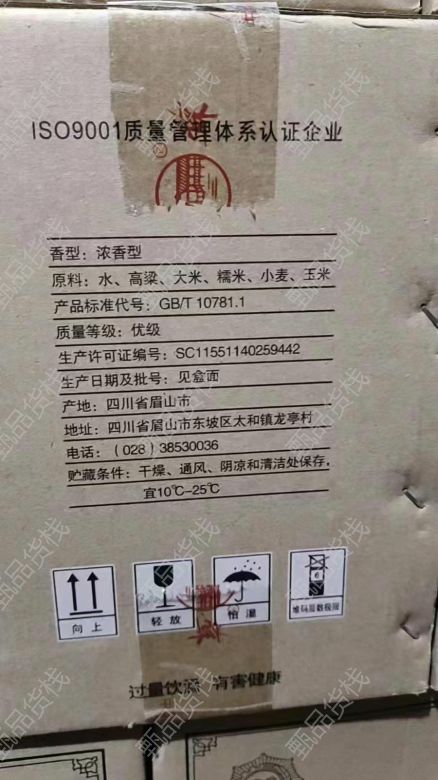 ISO9001质量管理体系认证企业
香型：浓香型
原料：水、高粱、大米、糯米、小麦、玉米
产品标准代号：GB/T 10781.1
质量等级：优级
生产许可证编号：SC11551140259442
生产日期及批号：见盒面
产地：四川省眉山市
地址：四川省眉山市东坡区太和镇龙亭村
电话：（028）38530036
贮藏条件：干燥、通风、阴凉和清洁处保存，
宜10℃-25℃
6
向上 轻放 怕湿 堆码层数极限
过量饮酒 有害健康
甄品货栈